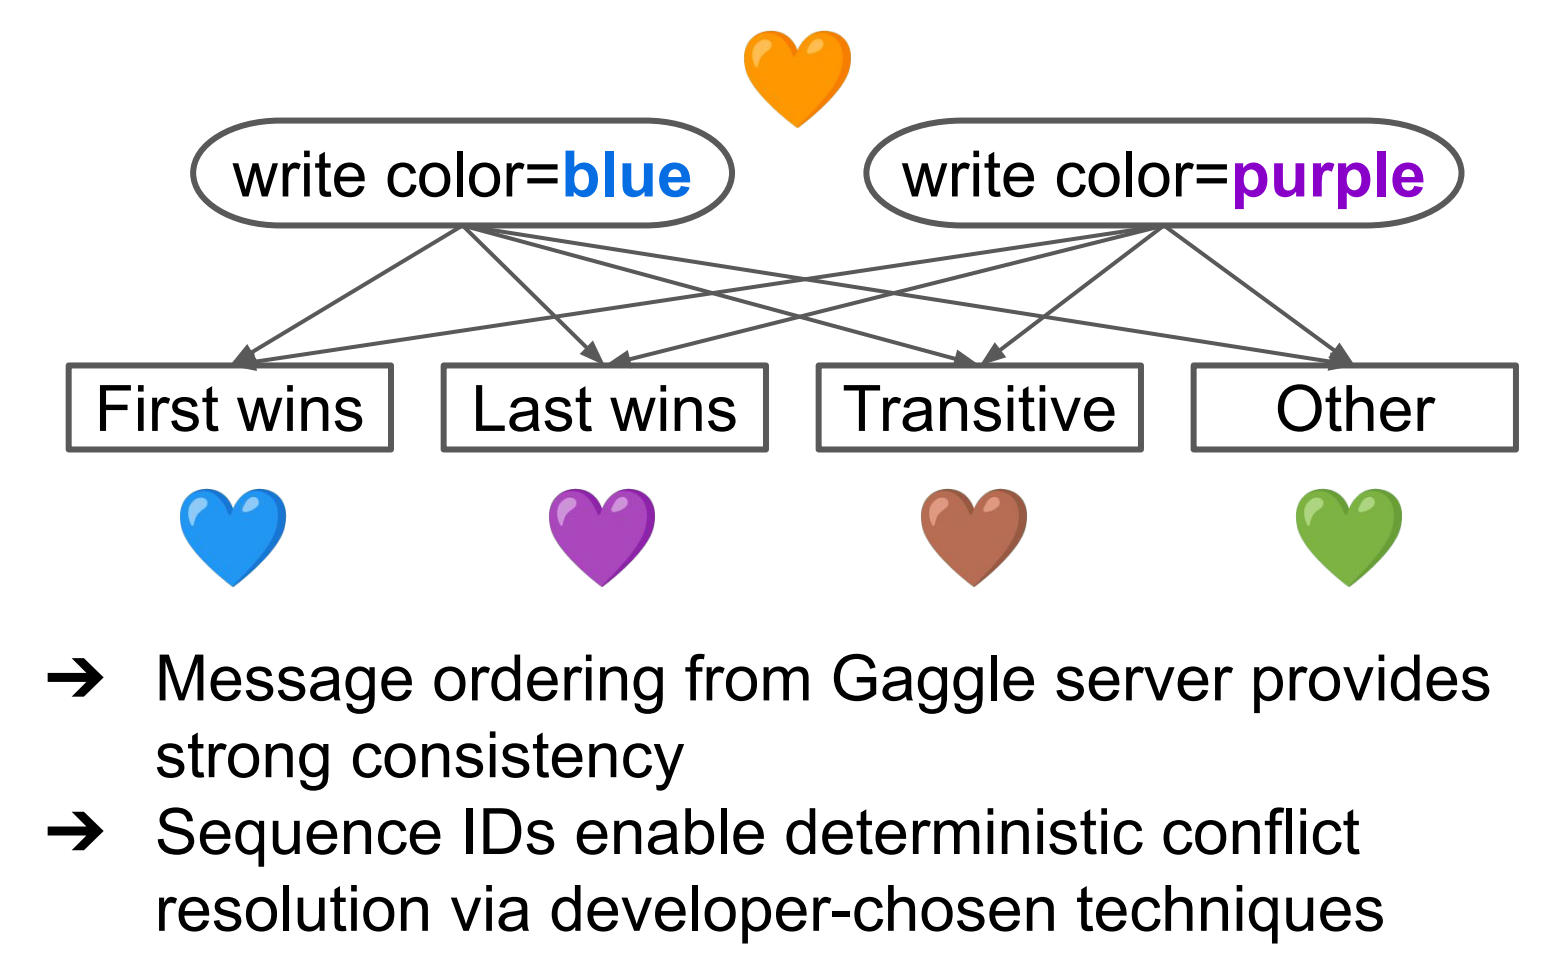 write color=blue
write color=purple
First wins
Last wins
Transitive
Other
➔ Message ordering from Gaggle server provides
strong consistency
➔ Sequence IDs enable deterministic conflict
resolution via developer-chosen techniques